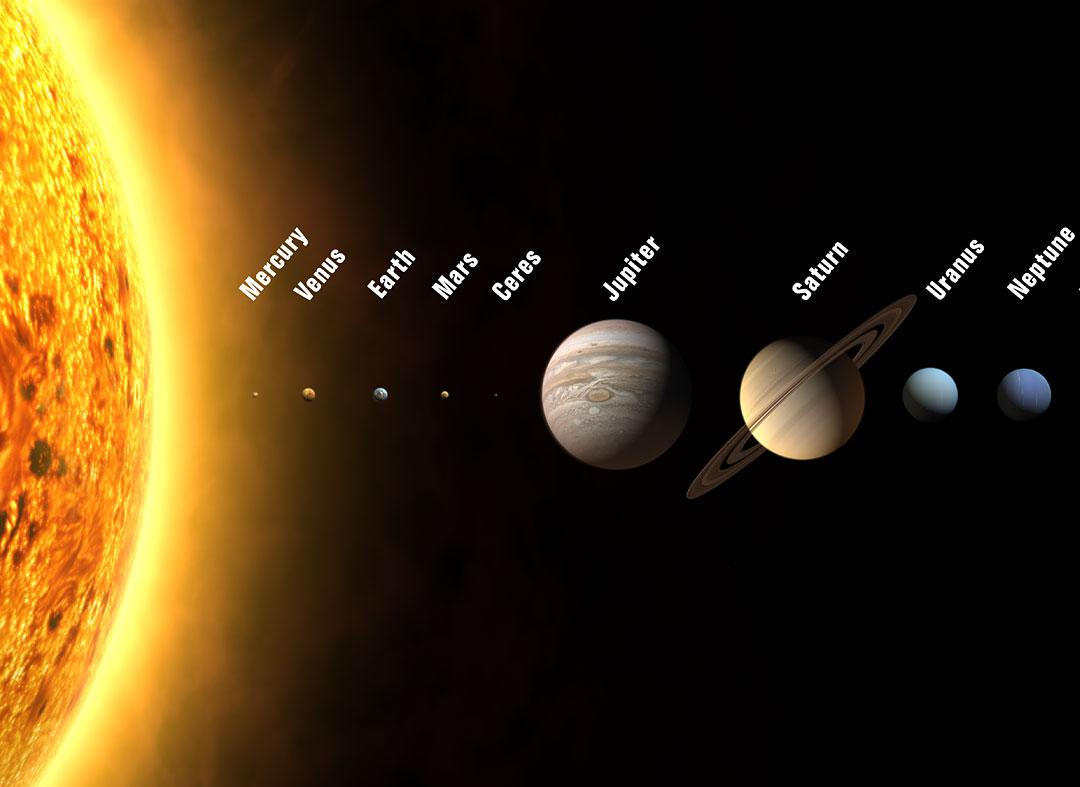 Mercury
Venus
Earth
Mars
Ceres
Jupiter
Saturn
Uranus
Neptune